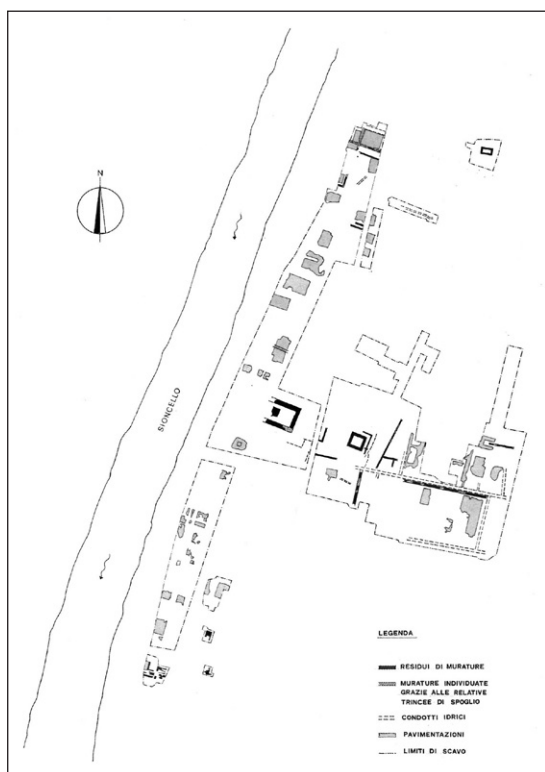 N
SIONCELLO
LEGENDA
RESIDUI DI MURATURE
MURATURE INDIVIDUATE
GRAZIE ALLE RELATIVE
TRINCEE DI SPOGLIO
CONDOTTI IDRICI
PAVIMENTAZIONI
LIMITI DI SCAVO